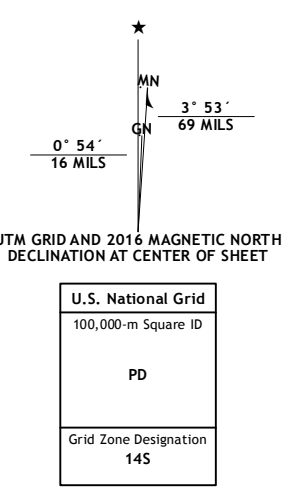 ★
MN
3° 53´
69 MILS
GN
0° 54´
16 MILS
UTM GRID AND 2016 MAGNETIC NORTH
DECLINATION AT CENTER OF SHEET
U.S. National Grid
100,000-m Square ID
PD
Grid Zone Designation
14S